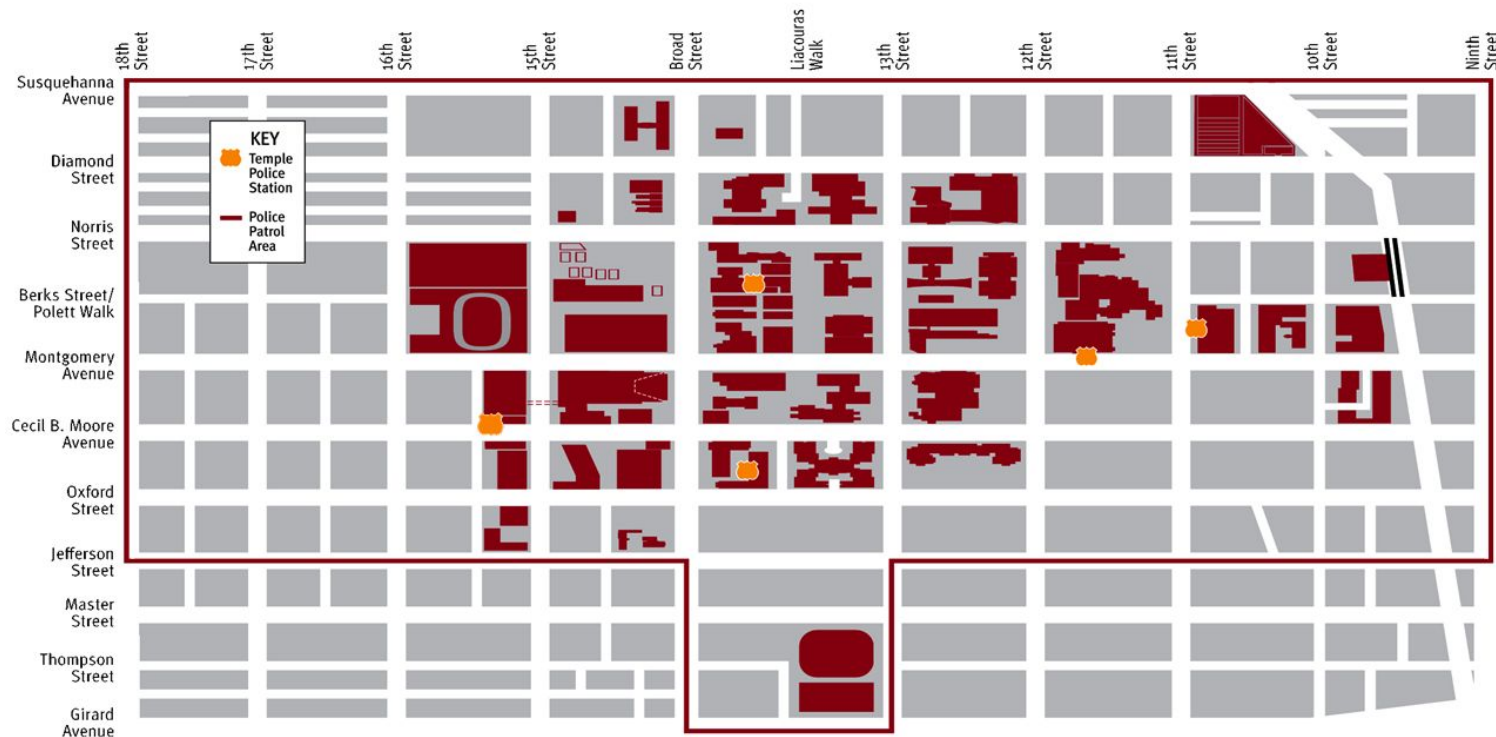 18th
Street
17th
Street
16th
Street
15th
Street
Broad
Street
Liacouras
Walk
13th
Street
12th
Street
11th
Street
10th
Street
Ninth
Street
Susquehanna
Avenue
KEY
Temple
Police
Station
Police
Patrol
Area
Diamond
Street
Norris
Street
Berks Street/
Polett Walk
Montgomery
Avenue
Cecil B. Moore
Avenue
Oxford
Street
Jefferson
Street
Master
Street
Thompson
Street
Girard
Avenue